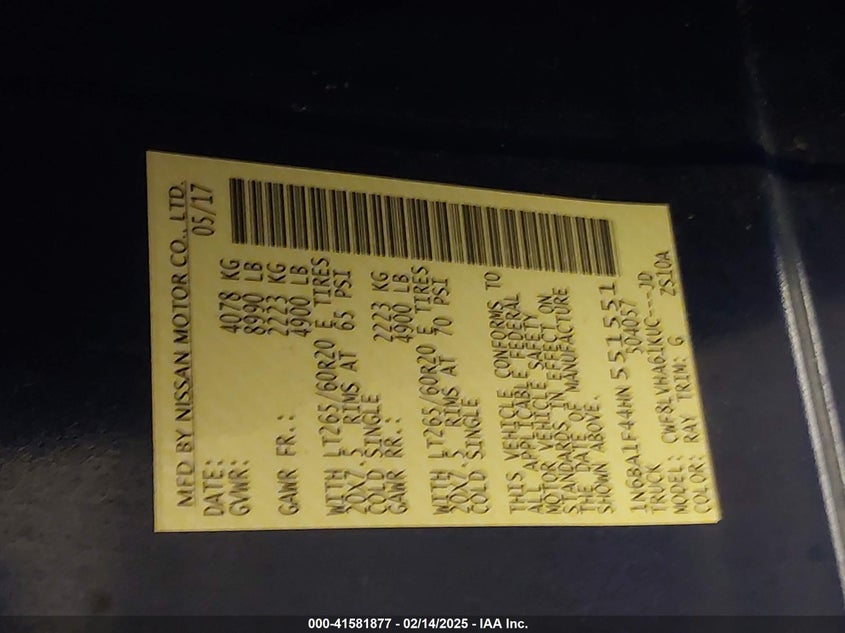 MFD BY NISSAN MOTOR CO., LTD.
DATE: 05/17
GVWR: 4078 KG
8990 LB
GAWR FR.: 2223 KG
4900 LB
WITH LT265/60R20 E TIRES
20X7.5 RIMS AT 65 PSI
COLD SINGLE
GAWR RR.: 2223 KG
4900 LB
WITH LT265/60R20 E TIRES
20X7.5 RIMS AT 70 PSI
COLD SINGLE
THIS VEHICLE CONFORMS TO
ALL APPLICABLE FEDERAL
MOTOR VEHICLE SAFETY
STANDARDS IN EFFECT ON
THE DATE OF MANUFACTURE
SHOWN ABOVE.
1N6BA1F44HN551551
TRUCK 304057
MODEL: CWF8LVHA61KUC---JD
COLOR: RAY TRIM: G ZS10A
000-41581877 - 02/14/2025 - IAA Inc.